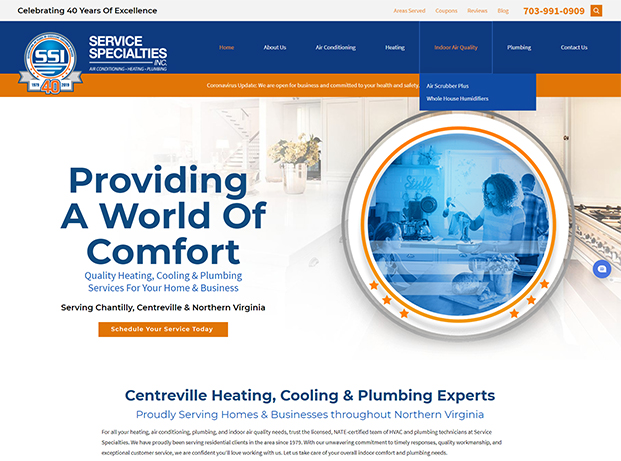 Celebrating 40 Years Of Excellence
Areas Served Coupons Reviews Blog 703-991-0909
SSI
1979 40 2019
SERVICE
SPECIALTIES
INC.
AIR CONDITIONING • HEATING • PLUMBING
Home About Us Air Conditioning Heating Indoor Air Quality Plumbing Contact Us
Coronavirus Update: We are open for business and committed to your health and safety.
Air Scrubber Plus
Whole House Humidifiers
Providing
A World Of
Comfort
Quality Heating, Cooling & Plumbing
Services For Your Home & Business
Serving Chantilly, Centreville & Northern Virginia
Schedule Your Service Today
Centreville Heating, Cooling & Plumbing Experts
Proudly Serving Homes & Businesses throughout Northern Virginia
For all your heating, air conditioning, plumbing, and indoor air quality needs, trust the licensed, NATE-certified team of HVAC and plumbing technicians at Service
Specialties. We have proudly been serving residential clients in the area since 1979. With our unwavering commitment to timely responses, quality workmanship, and
exceptional customer service, we are confident you'll love working with us. Let us take care of your overall indoor comfort and plumbing needs.